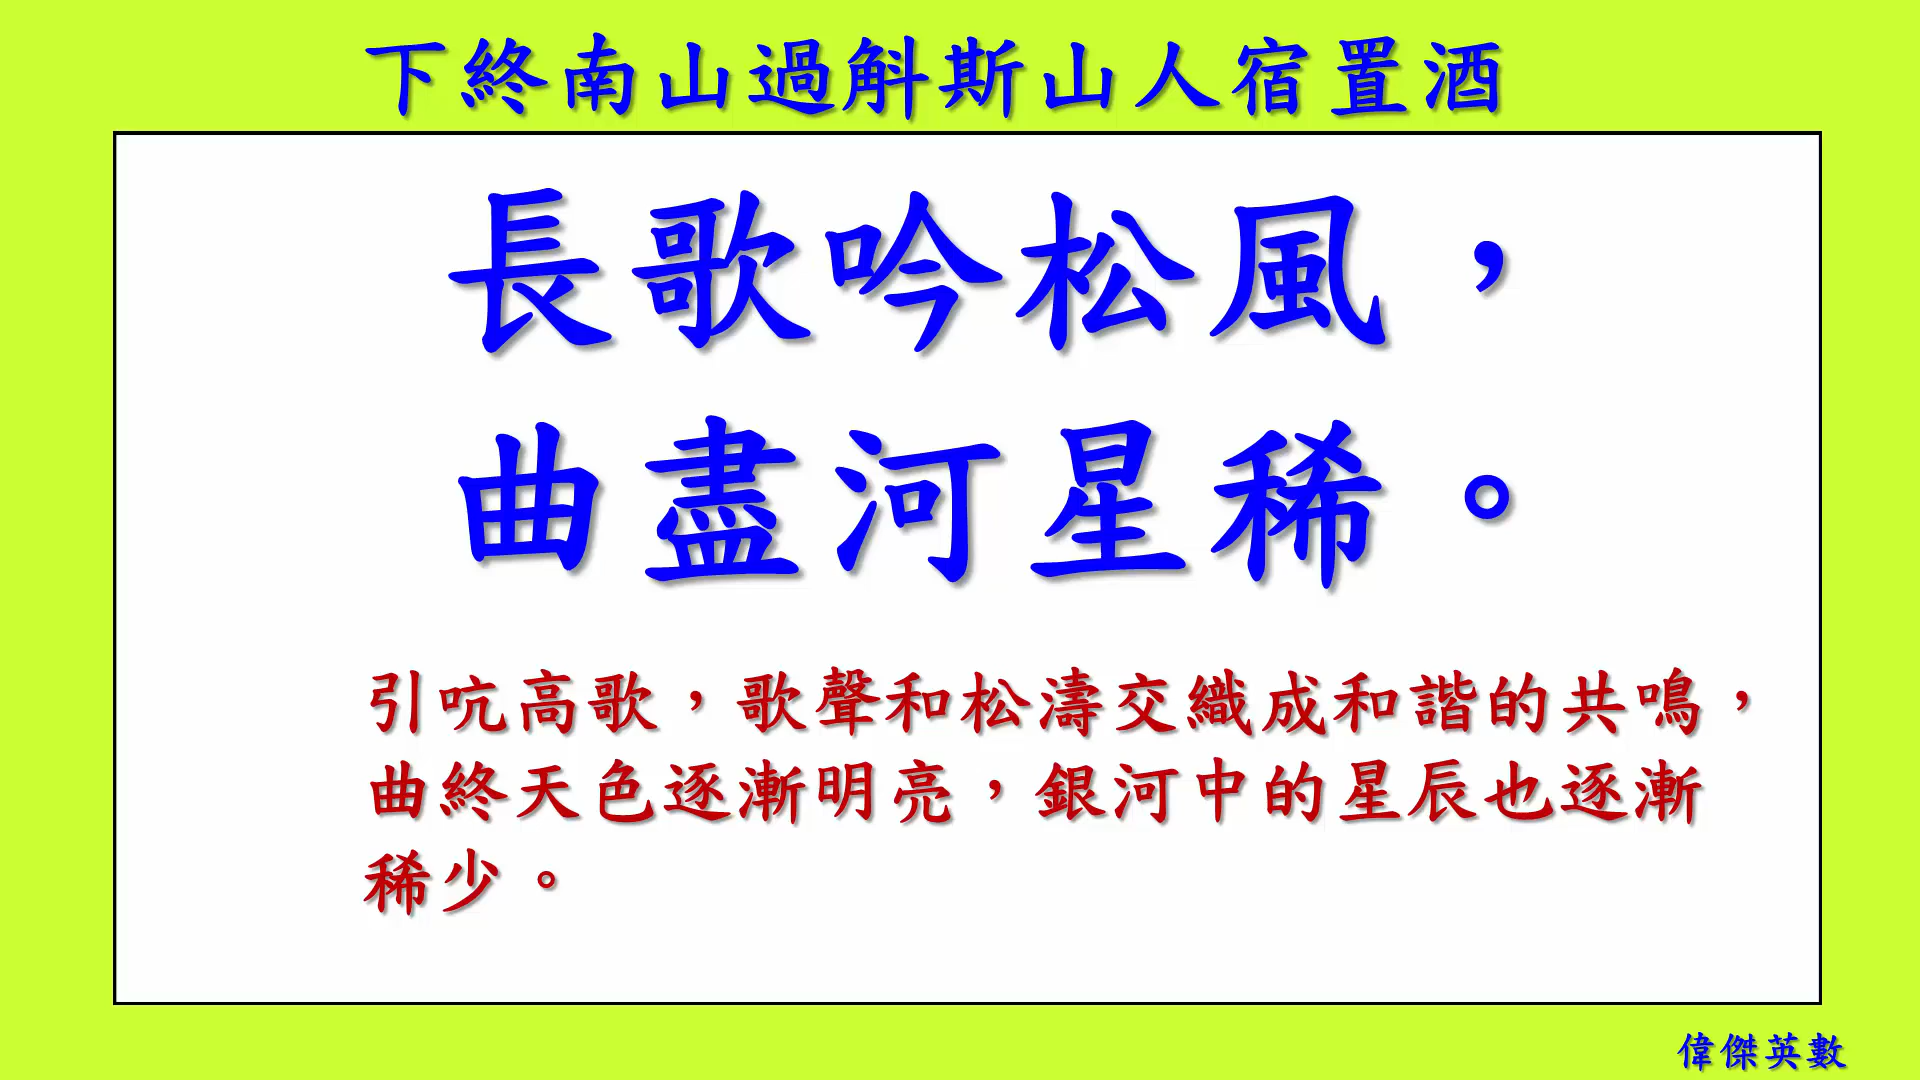 下終南山過斛斯山人宿置酒
長歌吟松風，
曲盡河星稀。
引吭高歌，歌聲和松濤交織成和諧的共鳴，
曲終天色逐漸明亮，銀河中的星辰也逐漸
稀少。
偉傑英數